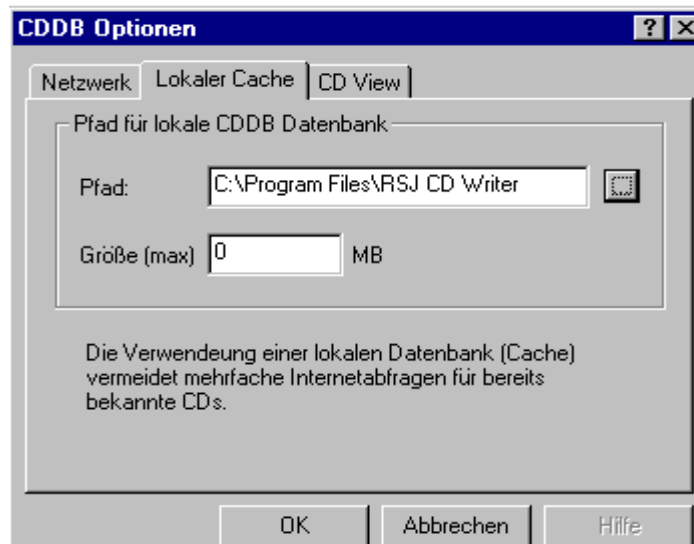 CDDB Optionen
Netzwerk Lokaler Cache CD View
Pfad für lokale CDDB Datenbank
Pfad: C:\Program Files\RSJ CD Writer
Größe (max) 0 MB
Die Verwendeung einer lokalen Datenbank (Cache)
vermeidet mehrfache Internetabfragen für bereits
bekannte CDs.
OK Abbrechen Hilfe